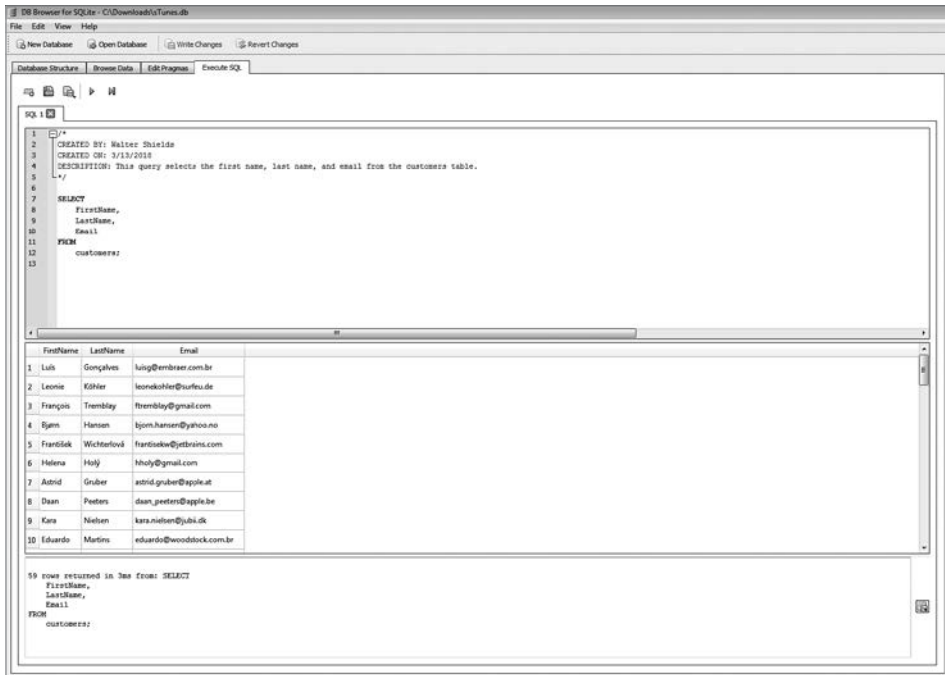 DB Browser for SQLite - C:\Downloads\sTunes.db
File Edit View Help
New Database Open Database Write Changes Revert Changes
Database Structure Browse Data Edit Pragmas Execute SQL
SQL 1
1 /*
2 CREATED BY: Walter Shields
3 CREATED ON: 3/13/2018
4 DESCRIPTION: This query selects the first name, last name, and email from the customers table.
5 */
6
7 SELECT
8 FirstName,
9 LastName,
10 Email
11 FROM
12 customers;
13
FirstName LastName Email
1 Luís Gonçalves luisg@embraer.com.br
2 Leonie Köhler leonekohler@surfeu.de
3 François Tremblay ftremblay@gmail.com
4 Bjørn Hansen bjorn.hansen@yahoo.no
5 František Wichterlová frantisekw@jetbrains.com
6 Helena Holý hholy@gmail.com
7 Astrid Gruber astrid.gruber@apple.at
8 Daan Peeters daan_peeters@apple.be
9 Kara Nielsen kara.nielsen@jubii.dk
10 Eduardo Martins eduardo@woodstock.com.br
59 rows returned in 3ms from: SELECT
FirstName,
LastName,
Email
FROM
customers;